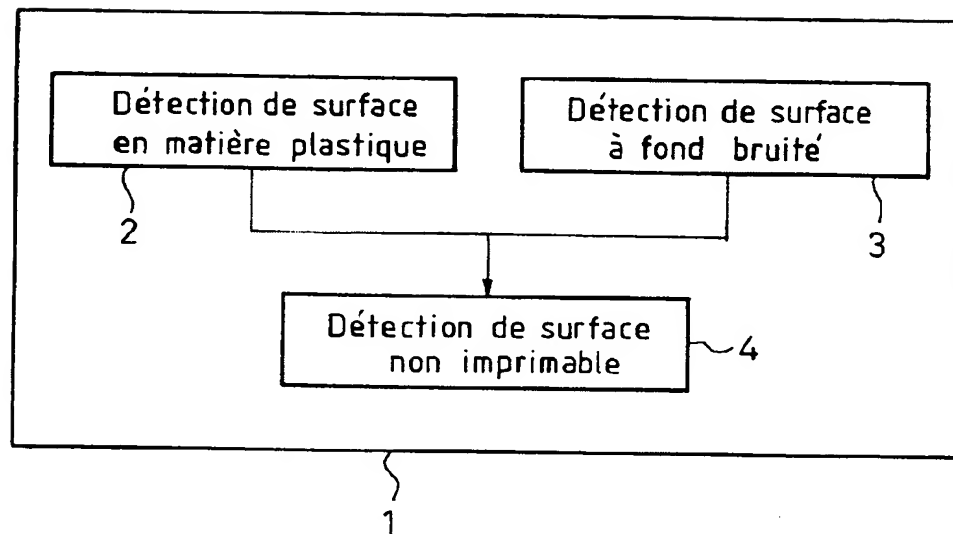 Détection de surface
en matière plastique
Détection de surface
à fond bruité
2
3
Détection de surface
non imprimable
4
1